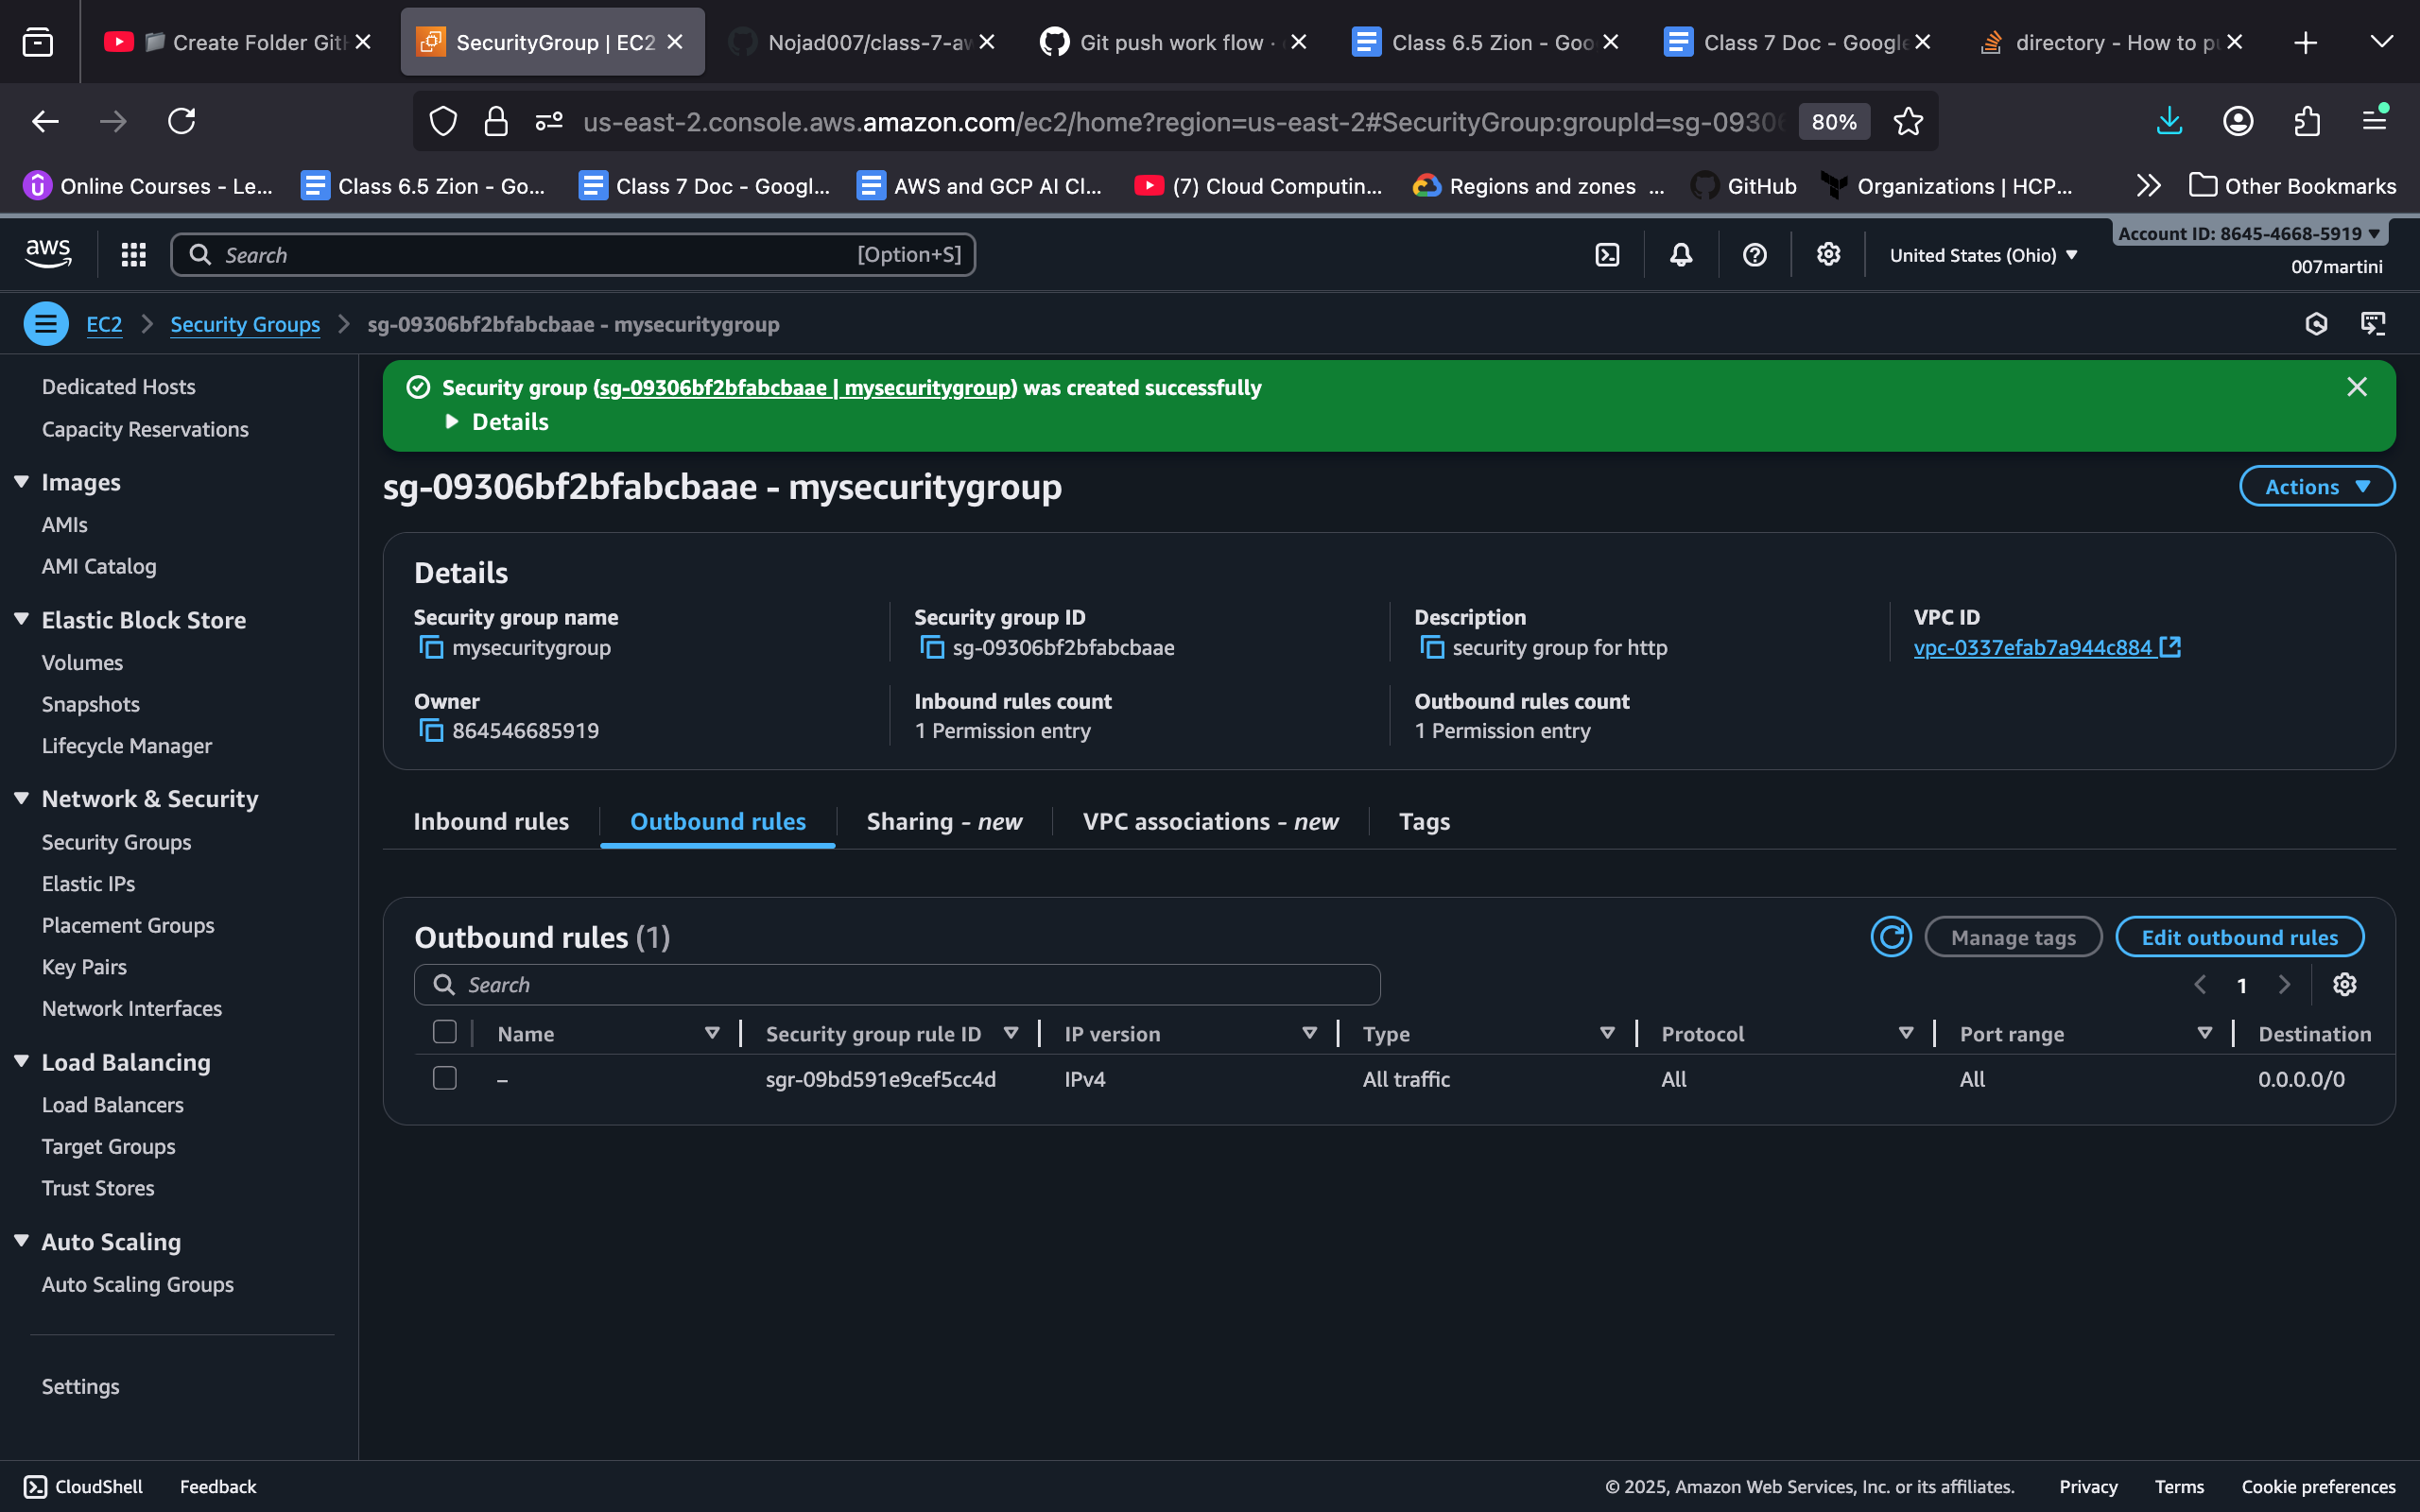 Create Folder Git
SecurityGroup | EC2
Nojad007/class-7-aw
Git push work flow ·
Class 6.5 Zion - Goo
Class 7 Doc - Google
directory - How to pu
us-east-2.console.aws.amazon.com/ec2/home?region=us-east-2#SecurityGroup:groupId=sg-0930
80%
Online Courses - Le...
Class 6.5 Zion - Go...
Class 7 Doc - Googl...
AWS and GCP AI Cl...
(7) Cloud Computin...
Regions and zones ...
GitHub
Organizations | HCP...
Other Bookmarks
aws
Search
[Option+S]
United States (Ohio)
Account ID: 8645-4668-5919
007martini
EC2
Security Groups
sg-09306bf2bfabcbaae - mysecuritygroup
Dedicated Hosts
Capacity Reservations
Images
AMIs
AMI Catalog
Elastic Block Store
Volumes
Snapshots
Lifecycle Manager
Network & Security
Security Groups
Elastic IPs
Placement Groups
Key Pairs
Network Interfaces
Load Balancing
Load Balancers
Target Groups
Trust Stores
Auto Scaling
Auto Scaling Groups
Settings
Security group (sg-09306bf2bfabcbaae | mysecuritygroup) was created successfully
Details
sg-09306bf2bfabcbaae - mysecuritygroup
Actions
Details
Security group name
mysecuritygroup
Security group ID
sg-09306bf2bfabcbaae
Description
security group for http
VPC ID
vpc-0337efab7a944c884
Owner
864546685919
Inbound rules count
1 Permission entry
Outbound rules count
1 Permission entry
Inbound rules
Outbound rules
Sharing - new
VPC associations - new
Tags
Outbound rules (1)
Manage tags
Edit outbound rules
Search
1
Name Security group rule ID IP version Type Protocol Port range Destination
– sgr-09bd591e9cef5cc4d IPv4 All traffic All All 0.0.0.0/0
CloudShell
Feedback
© 2025, Amazon Web Services, Inc. or its affiliates.
Privacy
Terms
Cookie preferences